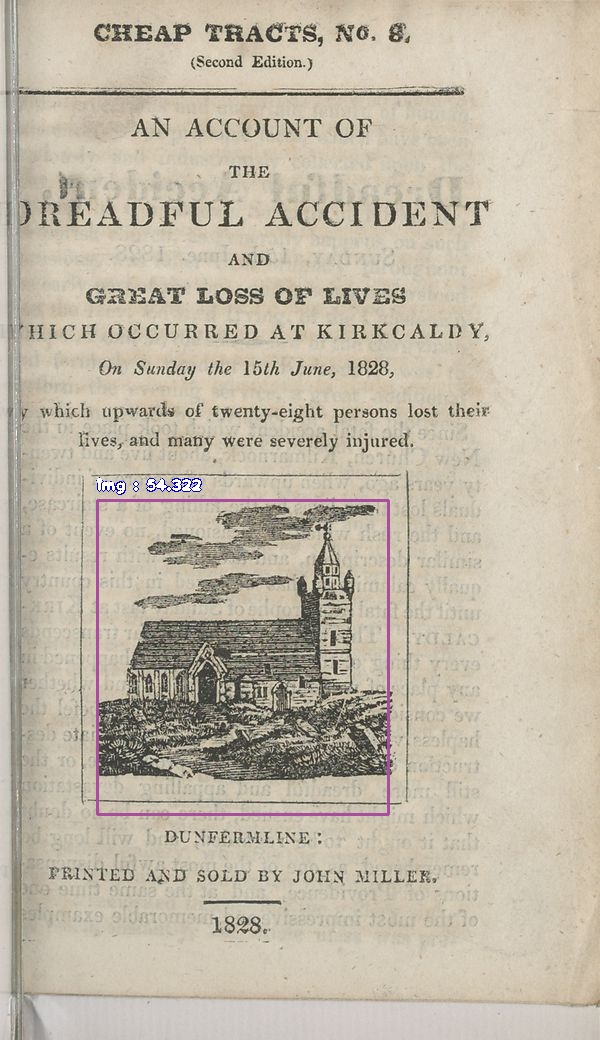 CHEAP TRACTS, No. 8,
(Second Edition.)
AN ACCOUNT OF
THE
DREADFUL ACCIDENT
AND
GREAT LOSS OF LIVES
WHICH OCCURRED AT KIRKCALDY,
On Sunday the 15th June, 1828,
By which upwards of twenty-eight persons lost their
lives, and many were severely injured.
img : 54.322
DUNFERMLINE:
PRINTED AND SOLD BY JOHN MILLER.
1828.